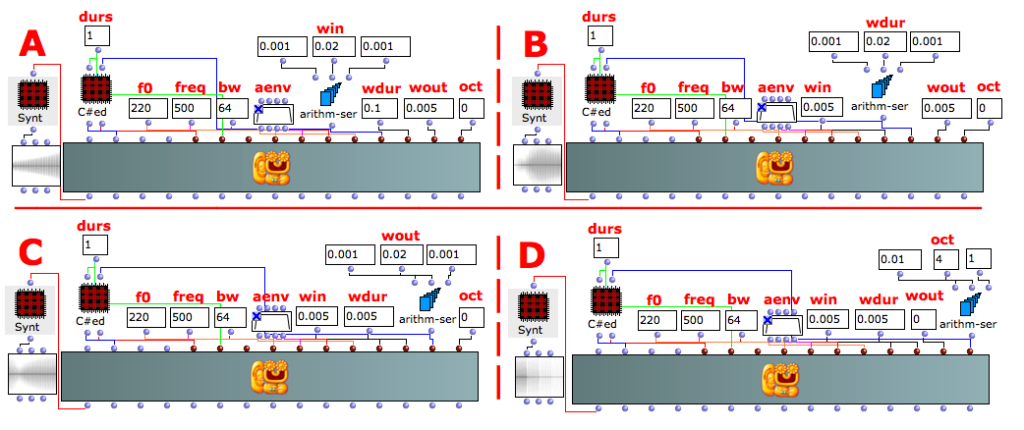 A
durs
1
win
0.001 0.02 0.001
f0 freq bw aenv wdur wout oct
220 500 64 0.1 0.005 0
Synt C#ed arithm-ser
B
durs
1
wdur
0.001 0.02 0.001
f0 freq bw aenv win wout oct
220 500 64 0.005 0.005 0
Synt C#ed arithm-ser
C
durs
1
wout
0.001 0.02 0.001
f0 freq bw aenv win wdur oct
220 500 64 0.005 0.005 0
Synt C#ed arithm-ser
D
durs
1
oct
0.01 4 1
f0 freq bw aenv win wdur wout
220 500 64 0.005 0.005 0
Synt C#ed arithm-ser